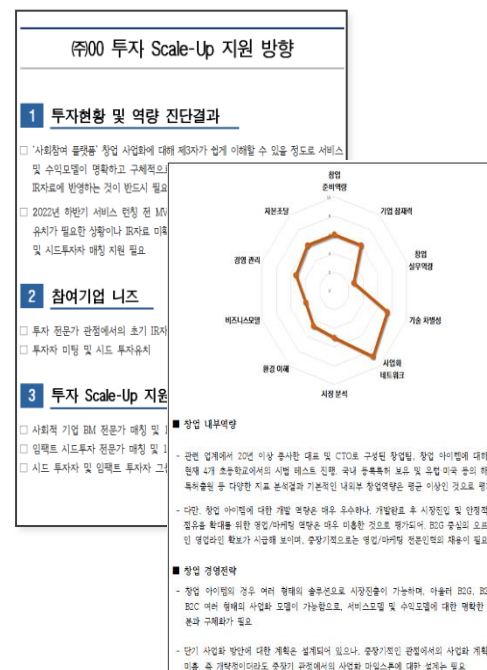 ㈜00 투자 Scale-Up 지원 방향
1 투자현황 및 역량 진단결과
□ '사회참여 플랫폼' 창업 사업화에 대해 제3자가 쉽게 이해할 수 있을 정도로 서비스
및 수익모델이 명확하고 구체적으
IR자료에 반영하는 것이 반드시 필요
□ 2022년 하반기 서비스 런칭 전 MV
유치가 필요한 상황이나 IR자료 미흡
및 시드투자자 매칭 지원 필요
2 참여기업 니즈
□ 투자 전문가 관점에서의 초기 IR자
□ 투자자 미팅 및 시드 투자유치
3 투자 Scale-Up 지원
□ 사회적 기업 BM 전문가 매칭 및 1
□ 임팩트 시드투자 전문가 매칭 및 1
□ 시드 투자자 및 임팩트 투자자 그
창업
준비역량
기업 잠재력
창업
실무역량
기술 차별성
사업화
네트워크
시장 분석
환경 이해
비즈니스모델
경영 관리
자본조달
■ 창업 내부역량
- 관련 업계에서 20년 이상 종사한 대표 및 CTO로 구성된 창업팀, 창업 아이템에 대하
현재 4개 초등학교에서의 시범 테스트 진행, 국내 등록특허 보유 및 유럽 미국 등의 해
특허출원 등 다양한 지표 분석결과 기본적인 내외부 창업역량은 평균 이상인 것으로 평
- 다만, 창업 아이템에 대한 개발 역량은 매우 우수하나, 개발완료 후 시장진입 및 안정적
점유율 확대를 위한 영업/마케팅 역량은 매우 미흡한 것으로 평가되어, B2G 중심의 오프
인 영업라인 확보가 시급해 보이며, 중장기적으로는 영업/마케팅 전문인력의 채용이 필요
■ 창업 경영전략
- 창업 아이템의 경우 여러 형태의 솔루션으로 시장진출이 가능하며, 아울러 B2G, B2
B2C 여러 형태의 사업화 모델이 가능함으로, 서비스모델 및 수익모델에 대한 명확한
분과 구체화가 필요
- 단기 사업화 방안에 대한 계획은 설계되어 있으나, 중장기적인 관점에서의 사업화 계획
미흡, 즉 개략적이더라도 중장기 관점에서의 사업화 마일스톤에 대한 설계는 필요